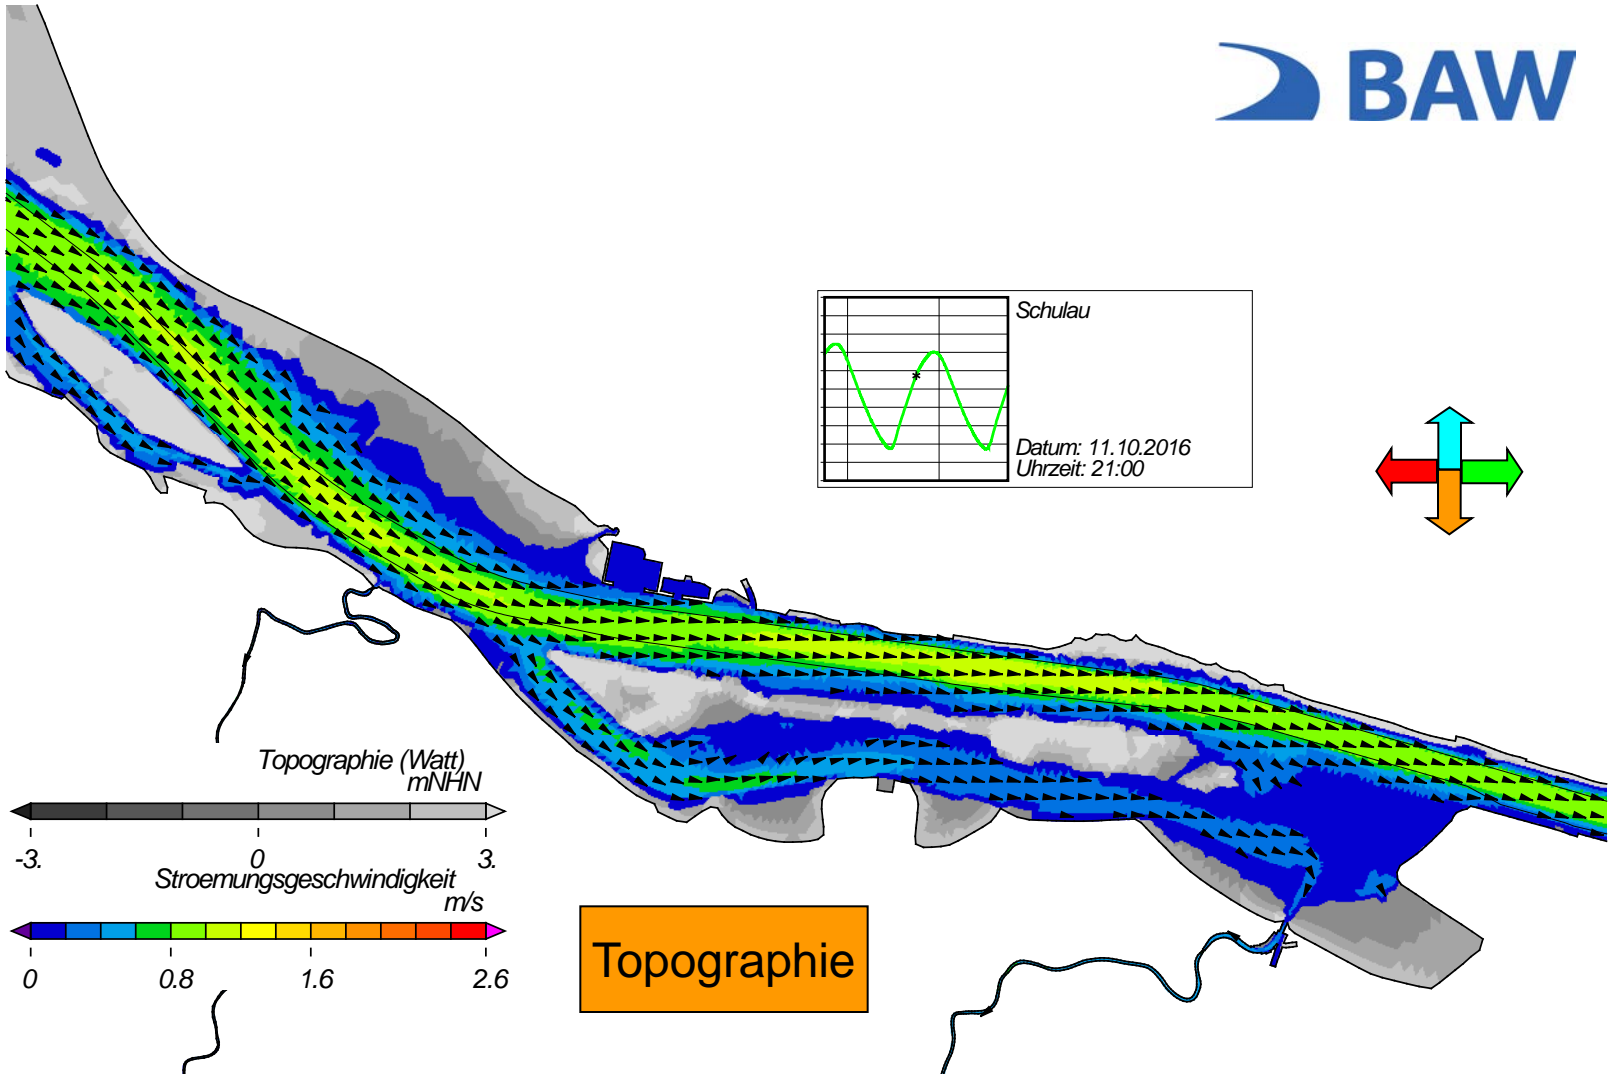 BAW
Schulau
Datum: 11.10.2016
Uhrzeit: 21:00
Topographie (Watt)
mNHN
-3. 0 3.
Stroemungsgeschwindigkeit
m/s
0 0.8 1.6 2.6
Topographie